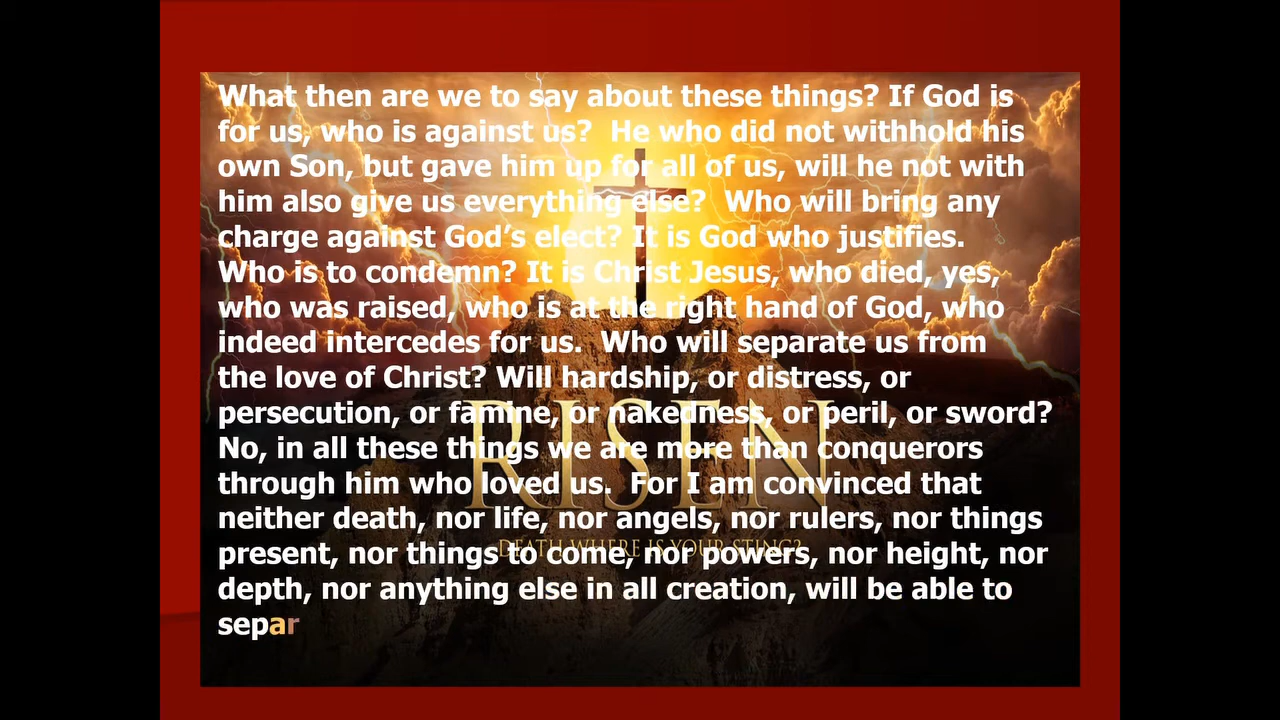 What then are we to say about these things? If God is
for us, who is against us?  He who did not withhold his
own Son, but gave him up for all of us, will he not with
him also give us everything else?  Who will bring any
charge against God’s elect? It is God who justifies.
Who is to condemn? It is Christ Jesus, who died, yes,
who was raised, who is at the right hand of God, who
indeed intercedes for us.  Who will separate us from
the love of Christ? Will hardship, or distress, or
persecution, or famine, or nakedness, or peril, or sword?
No, in all these things we are more than conquerors
through him who loved us.  For I am convinced that
neither death, nor life, nor angels, nor rulers, nor things
present, nor things to come, nor powers, nor height, nor
depth, nor anything else in all creation, will be able to
separ
RISEN
DEATH WHERE IS YOUR STING?